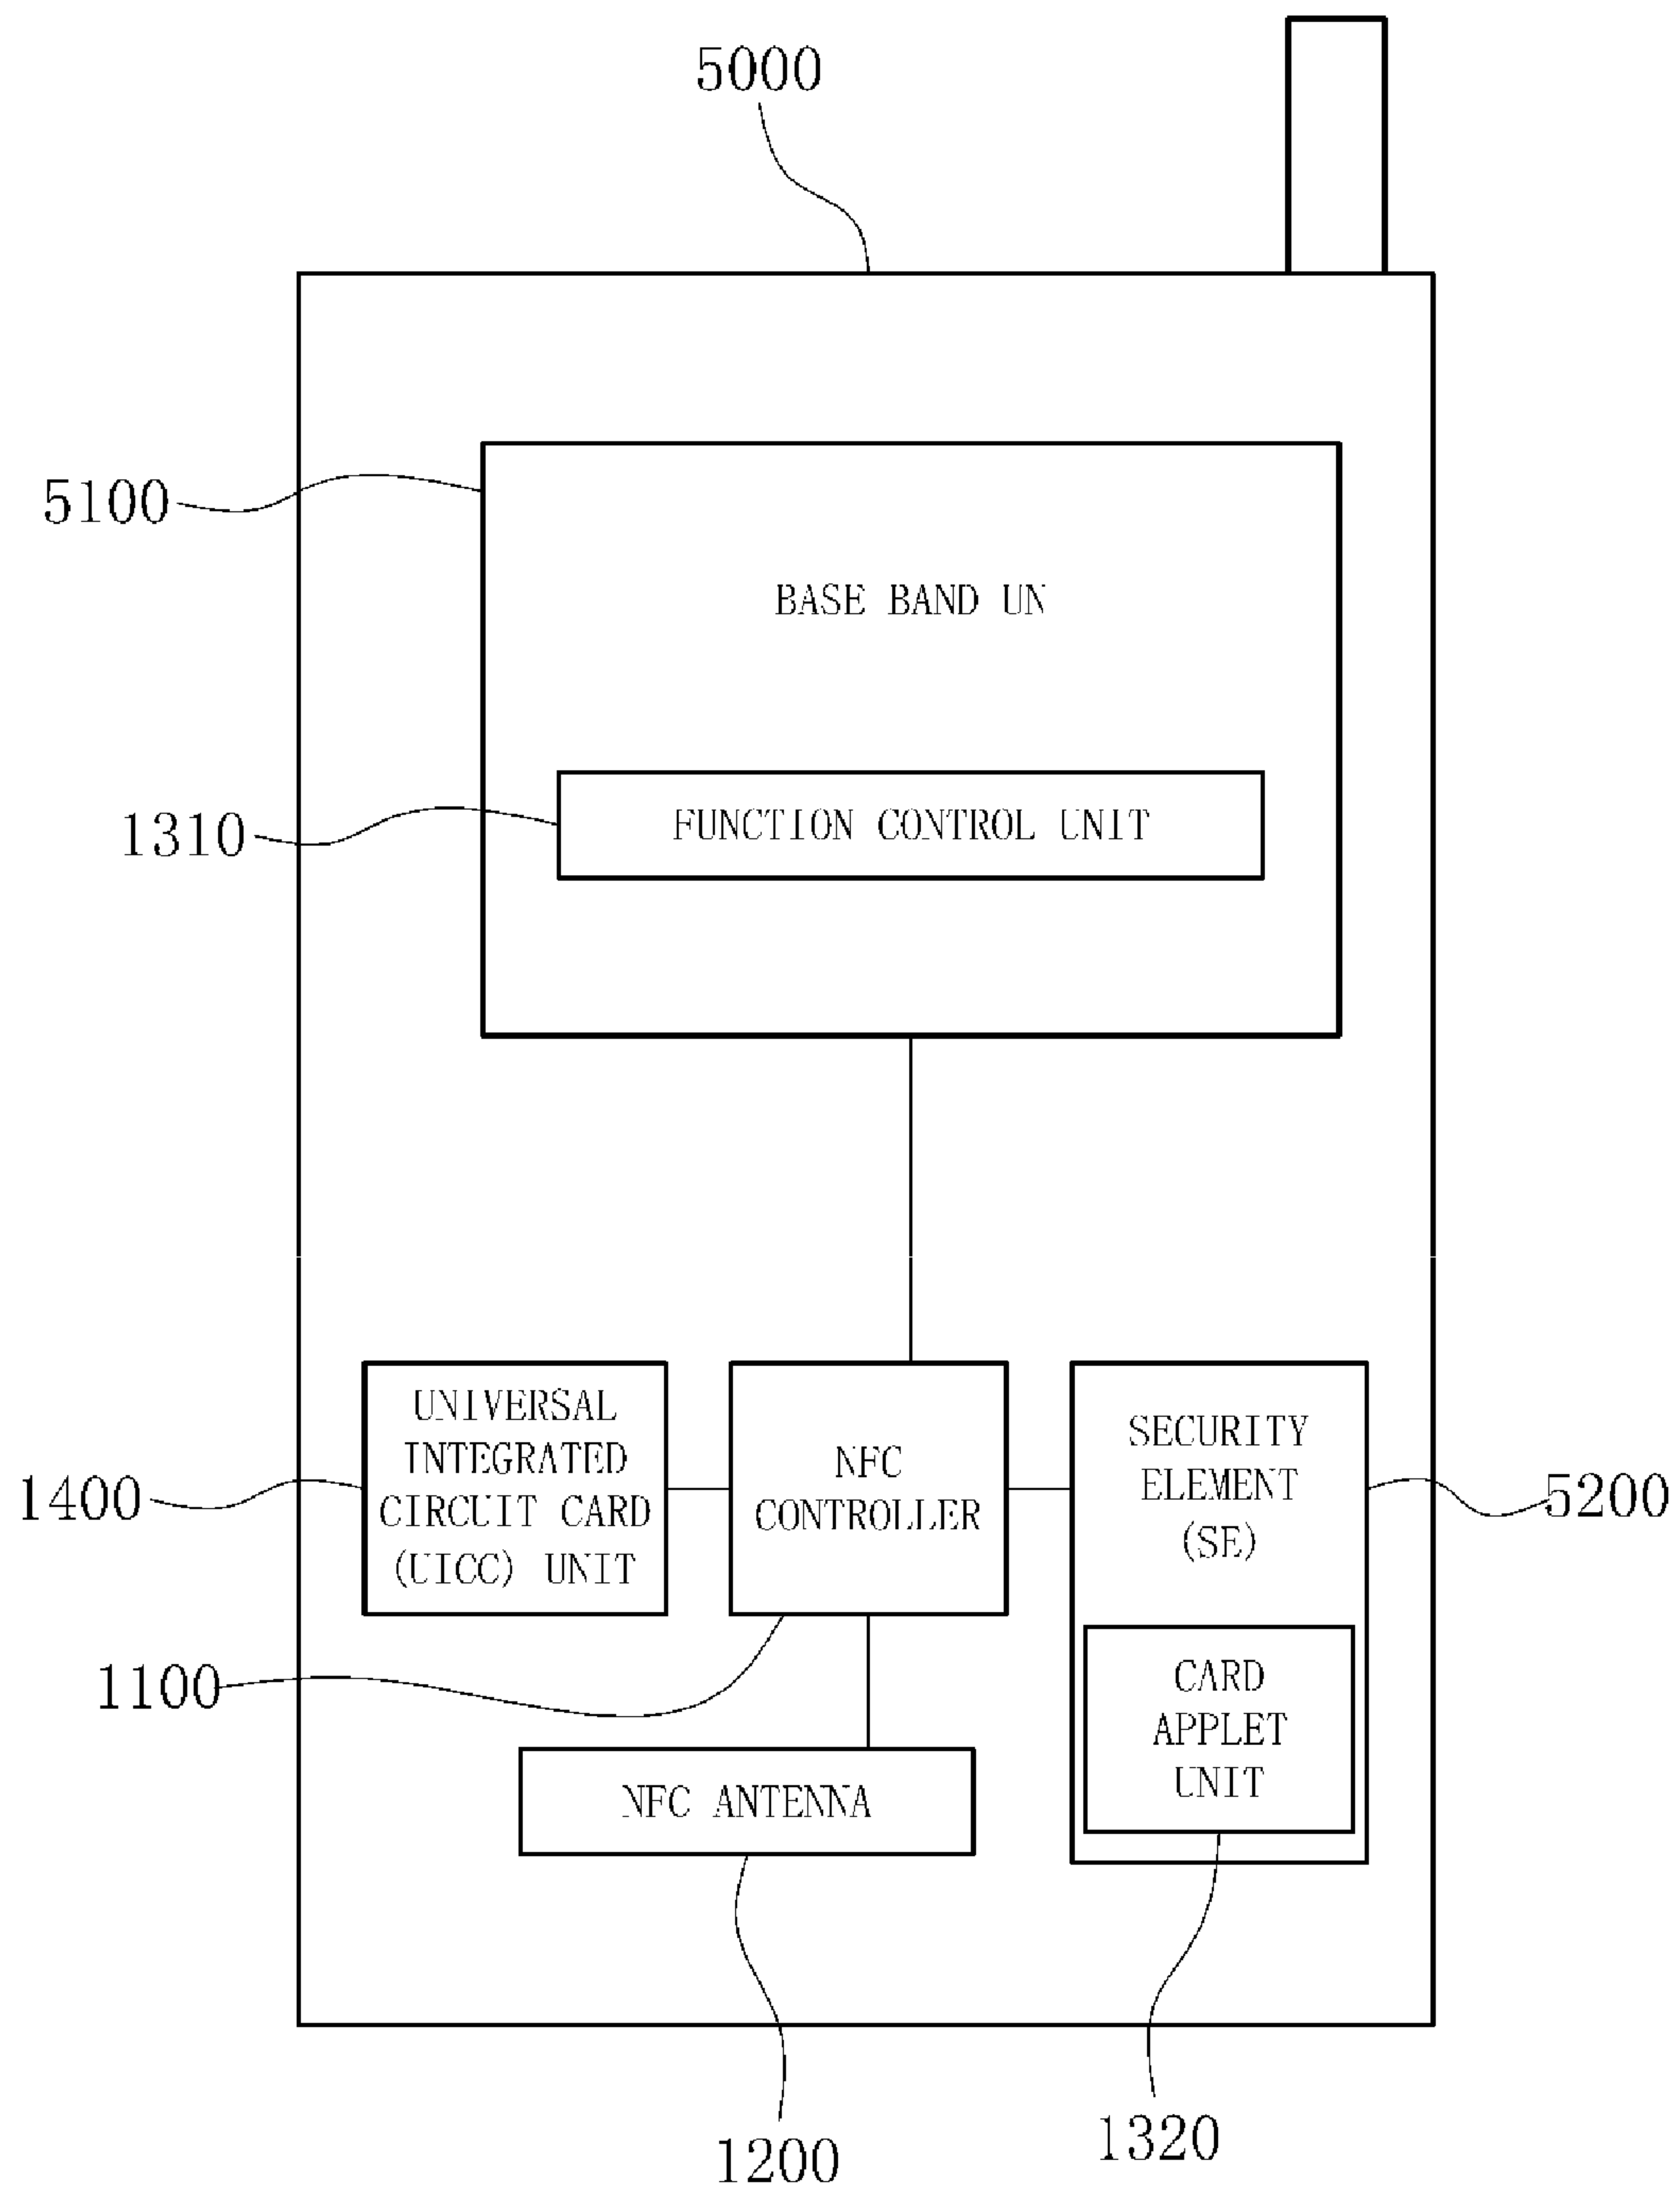 5000
5100
BASE BAND UN
1310
FUNCTION CONTROL UNIT
UNIVERSAL
INTEGRATED
CIRCUIT CARD
(UICC) UNIT
NFC
CONTROLLER
SECURITY
ELEMENT
(SE)
1400
5200
CARD
APPLET
UNIT
1100
NFC ANTENNA
1200
1320